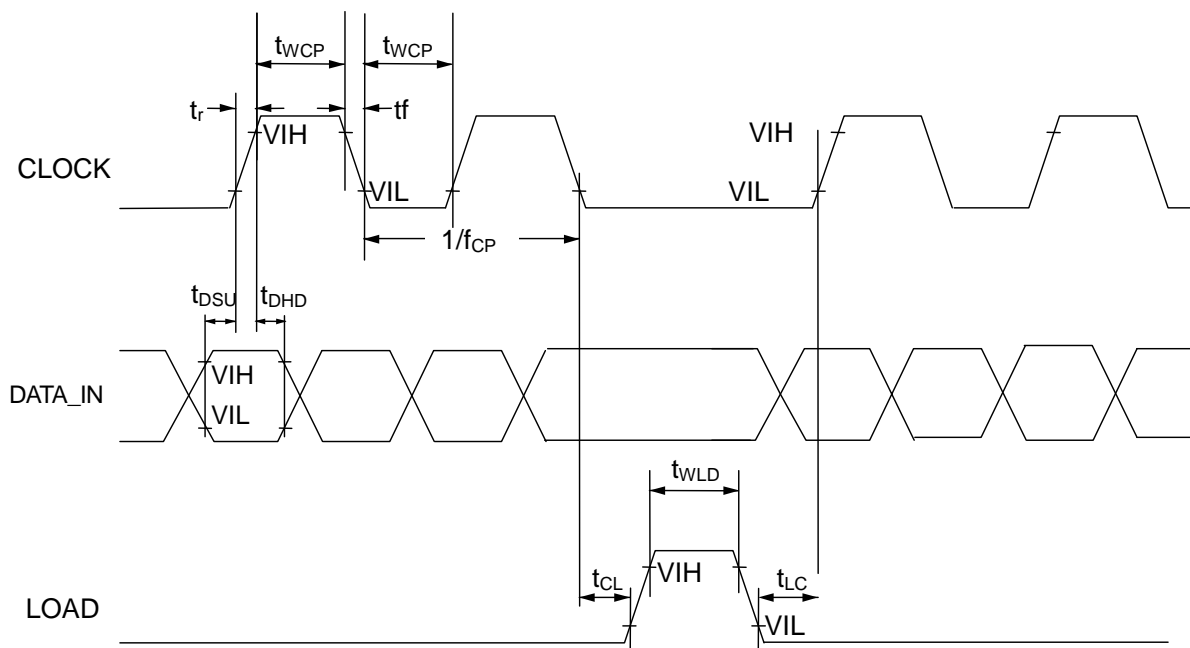 tWCP tWCP
tr tf
VIH VIH
CLOCK
VIL VIL
1/fCP
tDSU tDHD
VIH
DATA_IN
VIL
tWLD
tCL VIH tLC
LOAD
VIL